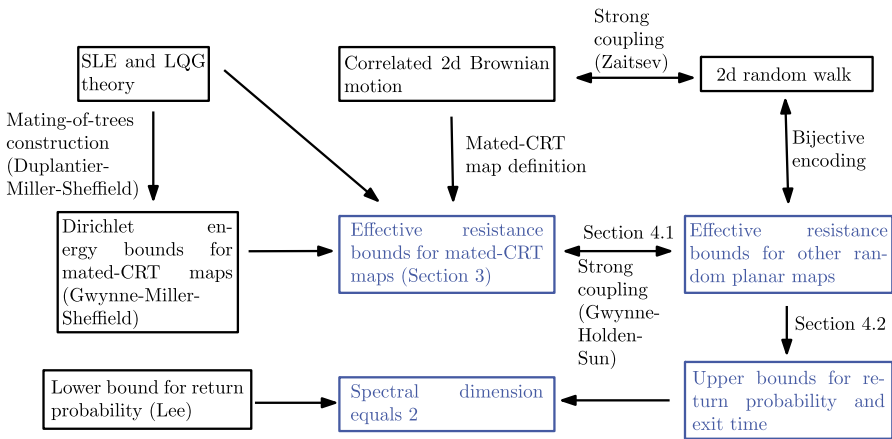 Strong
coupling
(Zaitsev)
SLE and LQG
theory
Correlated 2d Brownian
motion
2d random walk
Mating-of-trees
construction
(Duplantier-
Miller-Sheffield)
Mated-CRT
map definition
Bijective
encoding
Dirichlet en-
ergy bounds for
mated-CRT maps
(Gwynne-Miller-
Sheffield)
Effective resistance
bounds for mated-CRT
maps (Section 3)
Section 4.1
Strong
coupling
(Gwynne-
Holden-
Sun)
Effective resistance
bounds for other ran-
dom planar maps
Section 4.2
Lower bound for return
probability (Lee)
Spectral dimension
equals 2
Upper bounds for re-
turn probability and
exit time